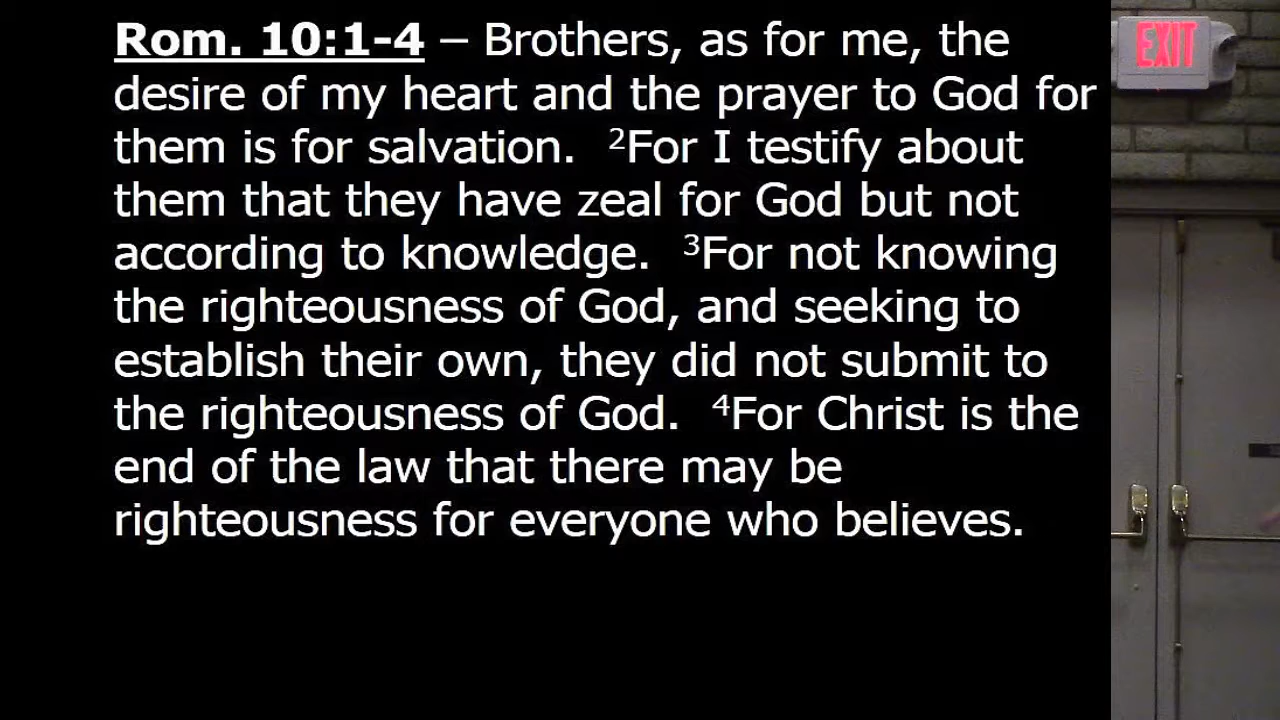 Rom. 10:1-4 – Brothers, as for me, the
desire of my heart and the prayer to God for
them is for salvation.  ²For I testify about
them that they have zeal for God but not
according to knowledge.  ³For not knowing
the righteousness of God, and seeking to
establish their own, they did not submit to
the righteousness of God.  ⁴For Christ is the
end of the law that there may be
righteousness for everyone who believes.
EXIT